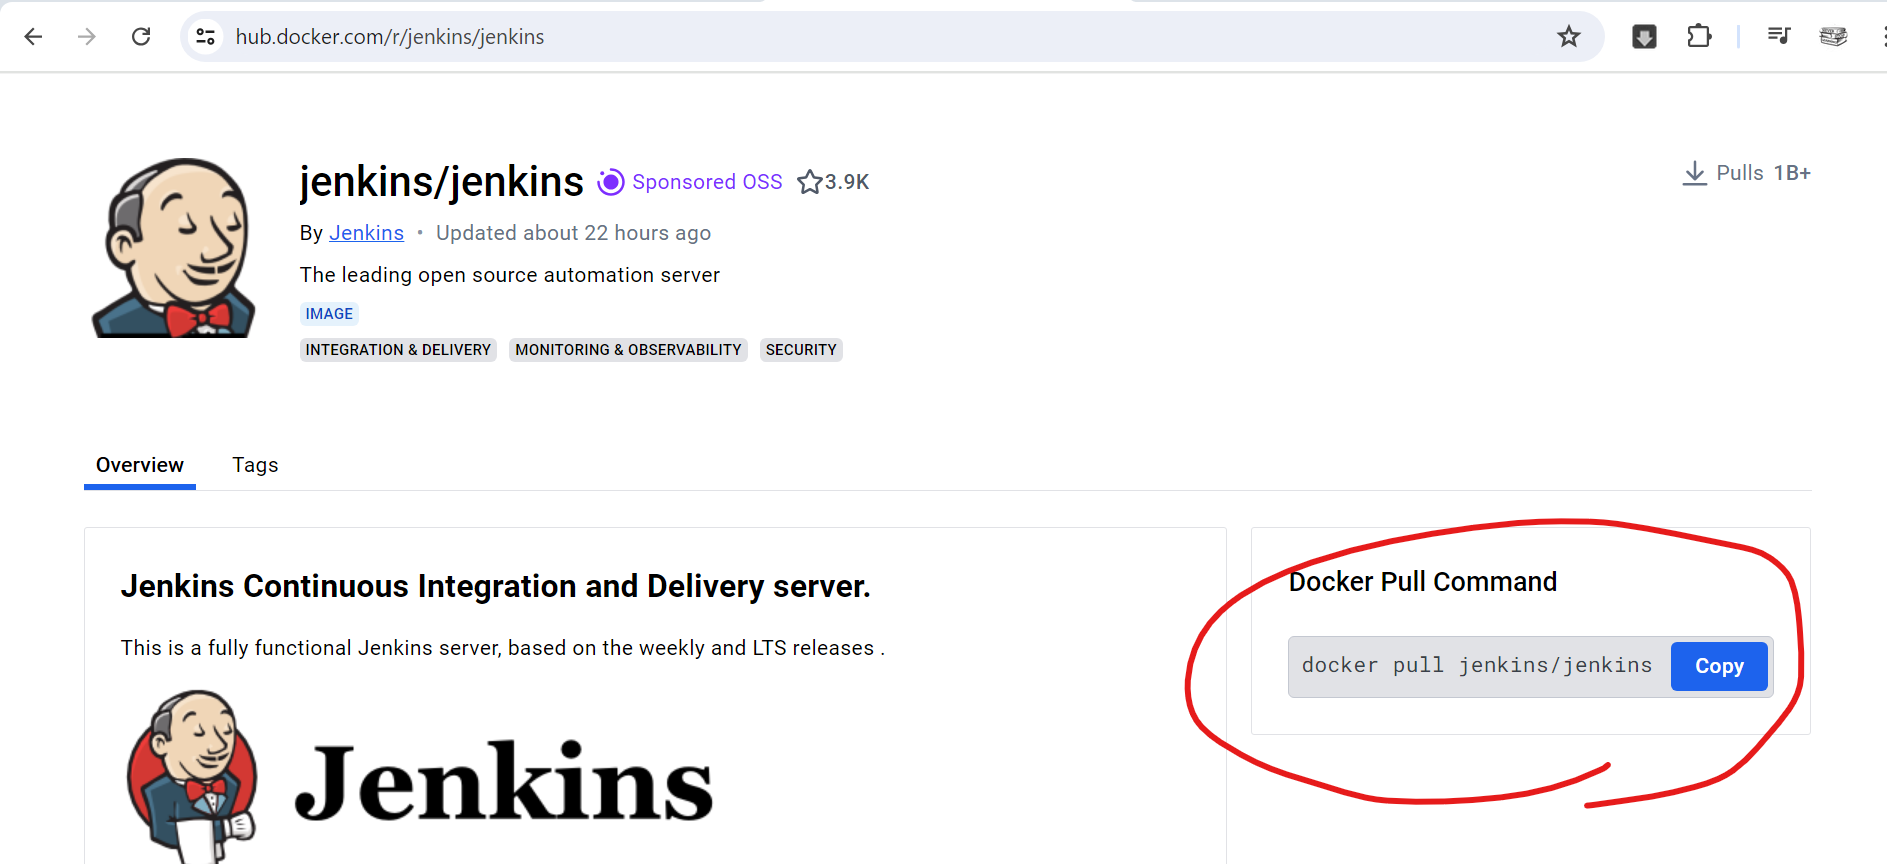 hub.docker.com/r/jenkins/jenkins
jenkins/jenkins Sponsored OSS 3.9K
Pulls 1B+
By Jenkins • Updated about 22 hours ago
The leading open source automation server
IMAGE
INTEGRATION & DELIVERY MONITORING & OBSERVABILITY SECURITY
Overview Tags
Jenkins Continuous Integration and Delivery server.
This is a fully functional Jenkins server, based on the weekly and LTS releases .
Jenkins
Docker Pull Command
docker pull jenkins/jenkins Copy